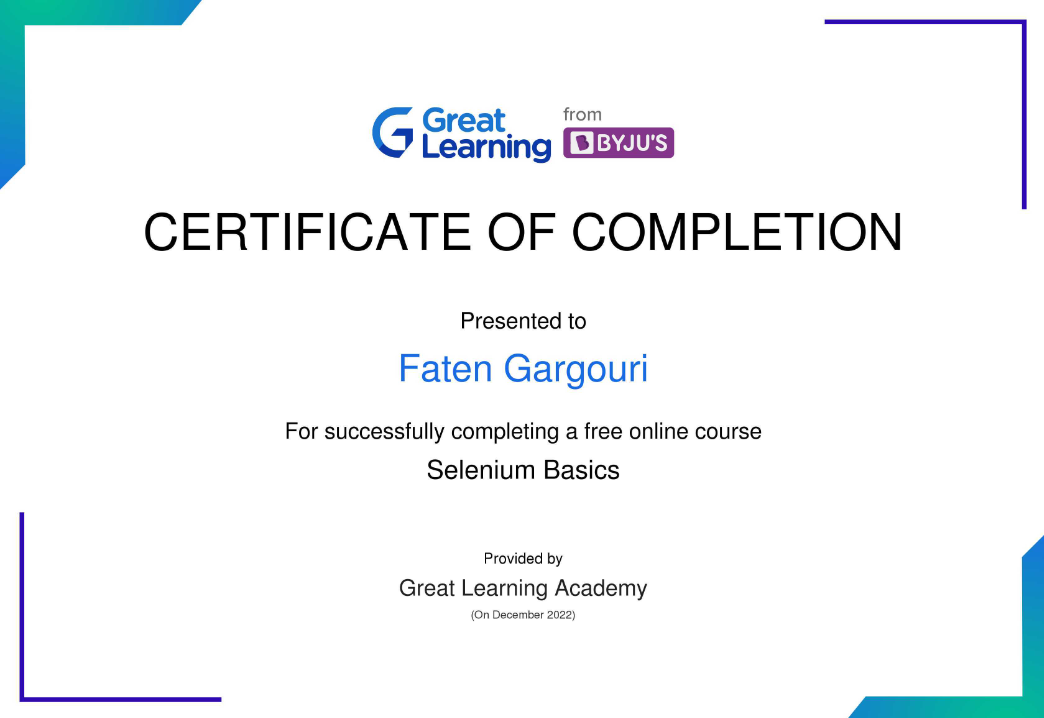 Great Learning
from
BYJU'S
CERTIFICATE OF COMPLETION
Presented to
Faten Gargouri
For successfully completing a free online course
Selenium Basics
Provided by
Great Learning Academy
(On December 2022)